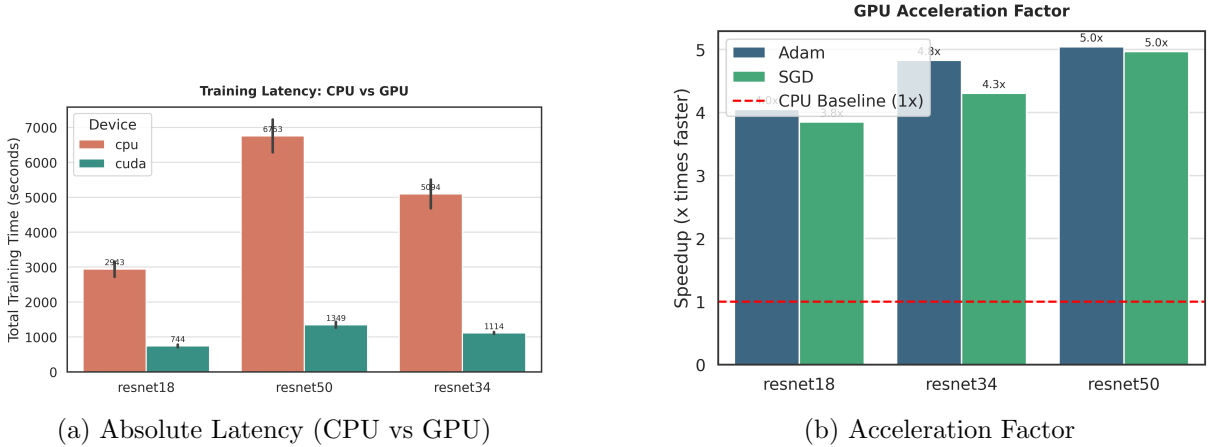 Training Latency: CPU vs GPU
Total Training Time (seconds)
7000
6000
5000
4000
3000
2000
1000
0
Device
cpu
cuda
2943
744
6763
1349
5094
1114
resnet18
resnet50
resnet34
(a) Absolute Latency (CPU vs GPU)
GPU Acceleration Factor
Speedup (x times faster)
5
4
3
2
1
0
Adam
SGD
CPU Baseline (1x)
4.0x
3.8x
4.8x
4.3x
5.0x
5.0x
resnet18
resnet34
resnet50
(b) Acceleration Factor